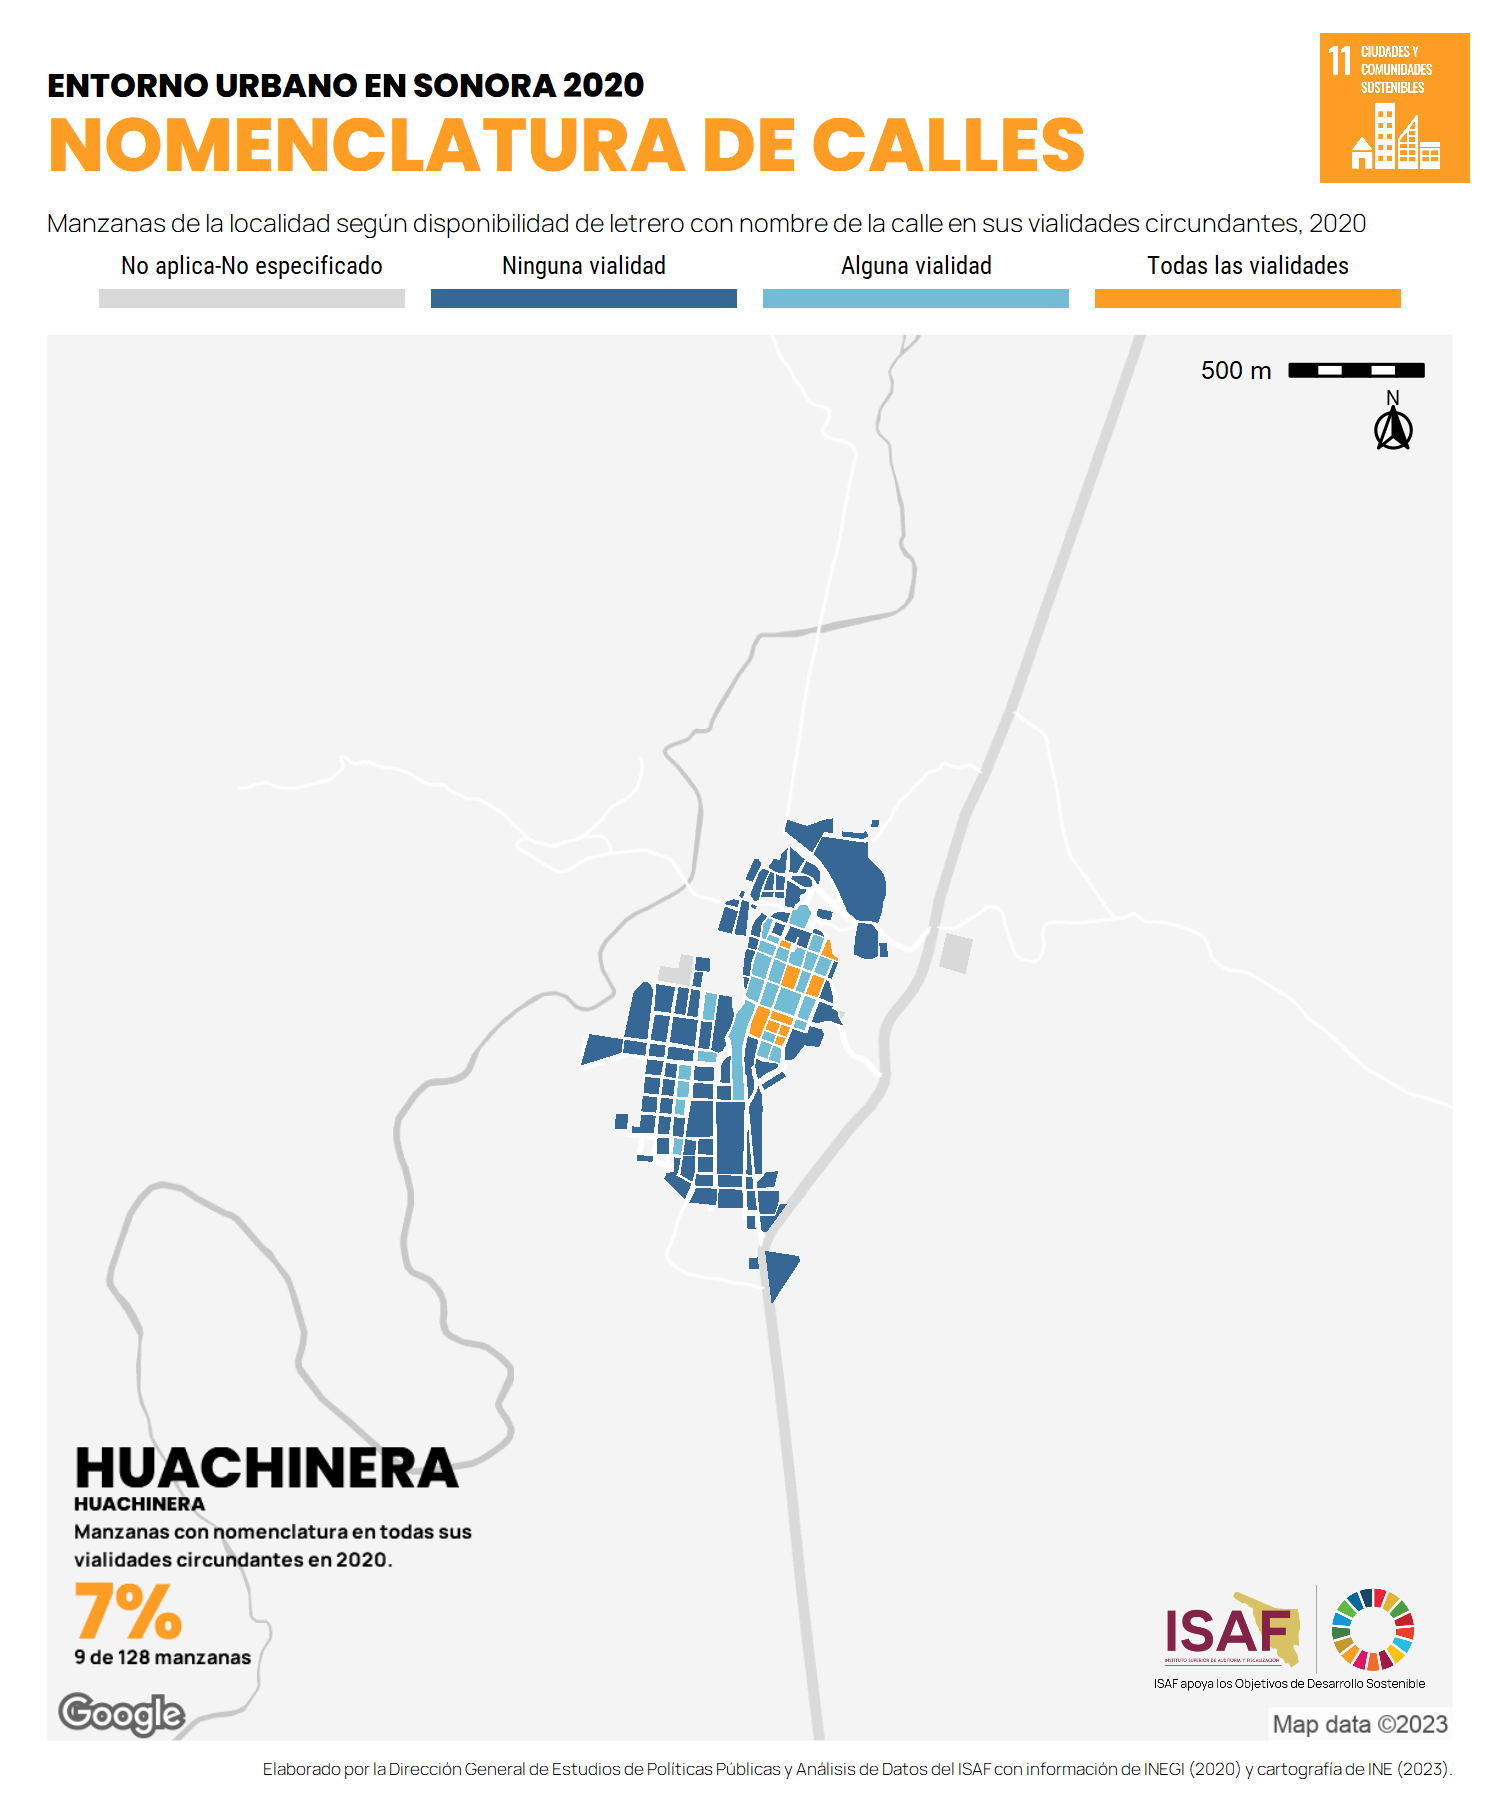 ENTORNO URBANO EN SONORA 2020
NOMENCLATURA DE CALLES
11 CIUDADES Y
COMUNIDADES
SOSTENIBLES
Manzanas de la localidad según disponibilidad de letrero con nombre de la calle en sus vialidades circundantes, 2020
No aplica-No especificado
Ninguna vialidad
Alguna vialidad
Todas las vialidades
500 m
N
HUACHINERA
HUACHINERA
Manzanas con nomenclatura en todas sus
vialidades circundantes en 2020.
7%
9 de 128 manzanas
Google
ISAF
INSTITUTO SUPERIOR DE AUDITORÍA Y FISCALIZACIÓN
ISAF apoya los Objetivos de Desarrollo Sostenible
Map data ©2023
Elaborado por la Dirección General de Estudios de Políticas Públicas y Análisis de Datos del ISAF con información de INEGI (2020) y cartografía de INE (2023).